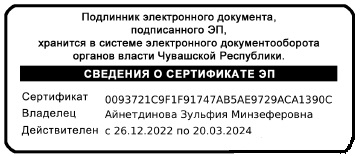 Подлинник электронного документа,
подписанного ЭП,
хранится в системе электронного документооборота
органов власти Чувашской Республики.
СВЕДЕНИЯ О СЕРТИФИКАТЕ ЭП
Сертификат 0093721C9F1F91747AB5AE9729ACA1390C
Владелец Айнетдинова Зульфия Минзеферовна
Действителен с 26.12.2022 по 20.03.2024